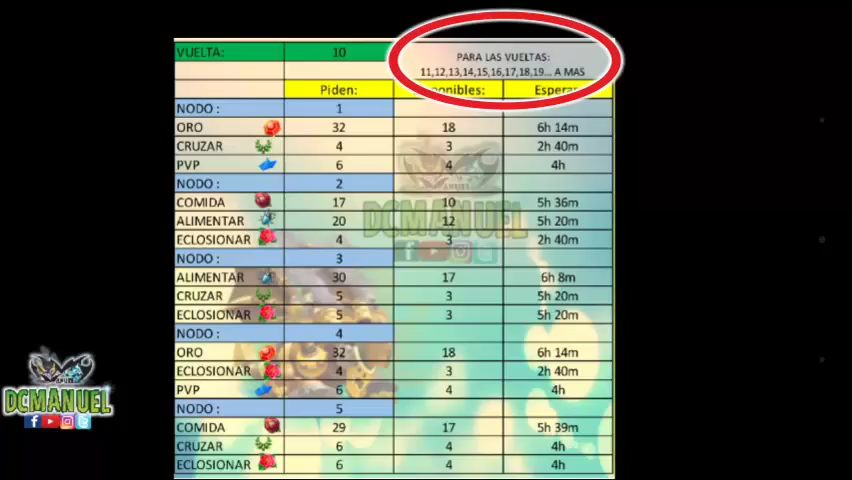 VUELTA: 10 PARA LAS VUELTAS:
11,12,13,14,15,16,17,18,19... A MAS
Piden: Esperar
NODO : 1
ORO 32 18 6h 14m
CRUZAR 4 3 2h 40m
PVP 6 4 4h
NODO : 2
COMIDA 17 10 5h 36m
ALIMENTAR 20 12 5h 20m
ECLOSIONAR 4 3 2h 40m
NODO : 3
ALIMENTAR 30 17 6h 8m
CRUZAR 5 3 5h 20m
ECLOSIONAR 5 3 5h 20m
NODO : 4
ORO 32 18 6h 14m
ECLOSIONAR 4 3 2h 40m
PVP 6 4 4h
NODO : 5
COMIDA 29 17 5h 39m
CRUZAR 6 4 4h
ECLOSIONAR 6 4 4h
DCMANUEL
DCMANUEL